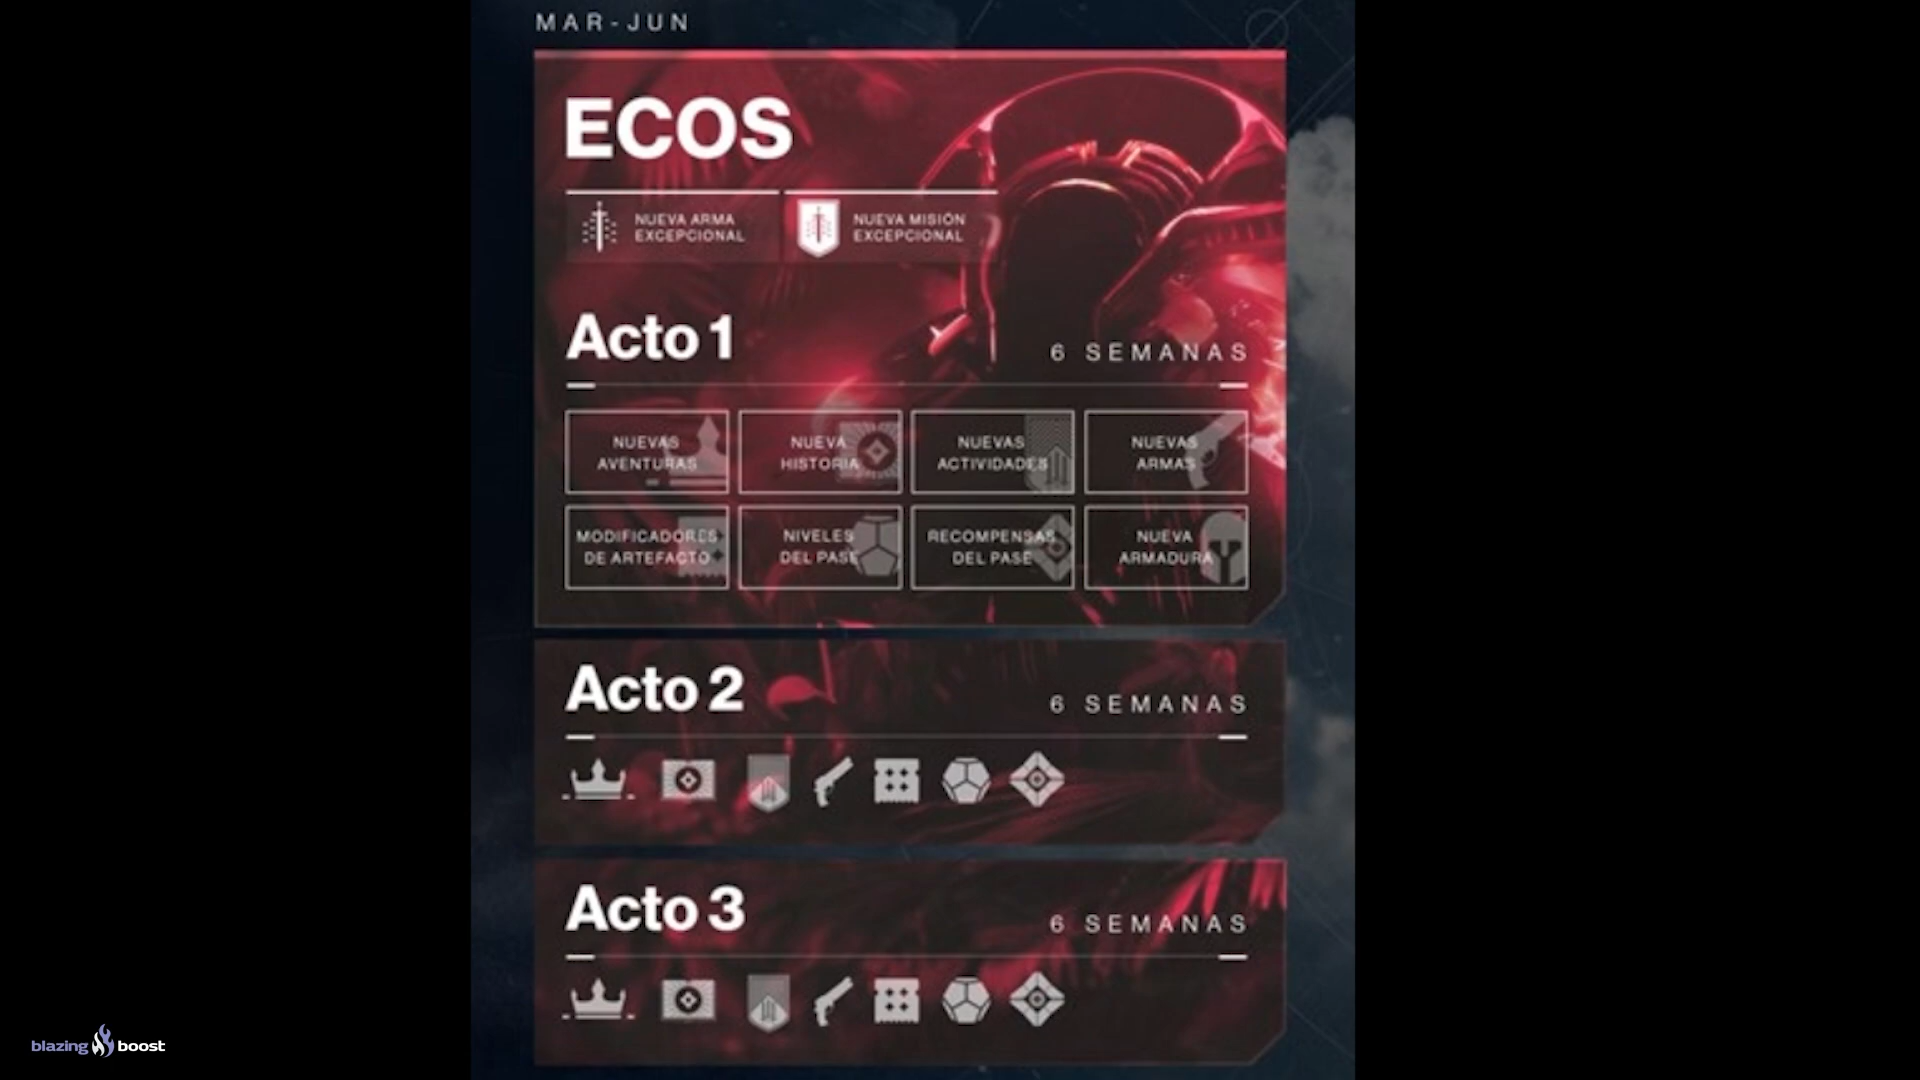 MAR-JUN
ECOS
NUEVA ARMA
EXCEPCIONAL
NUEVA MISIÓN
EXCEPCIONAL
Acto 1
6 SEMANAS
NUEVAS
AVENTURAS
NUEVA
HISTORIA
NUEVAS
ACTIVIDADES
NUEVAS
ARMAS
MODIFICADORES
DE ARTEFACTO
NIVELES
DEL PASE
RECOMPENSAS
DEL PASE
NUEVA
ARMADURA
Acto 2
6 SEMANAS
Acto 3
6 SEMANAS
blazing boost